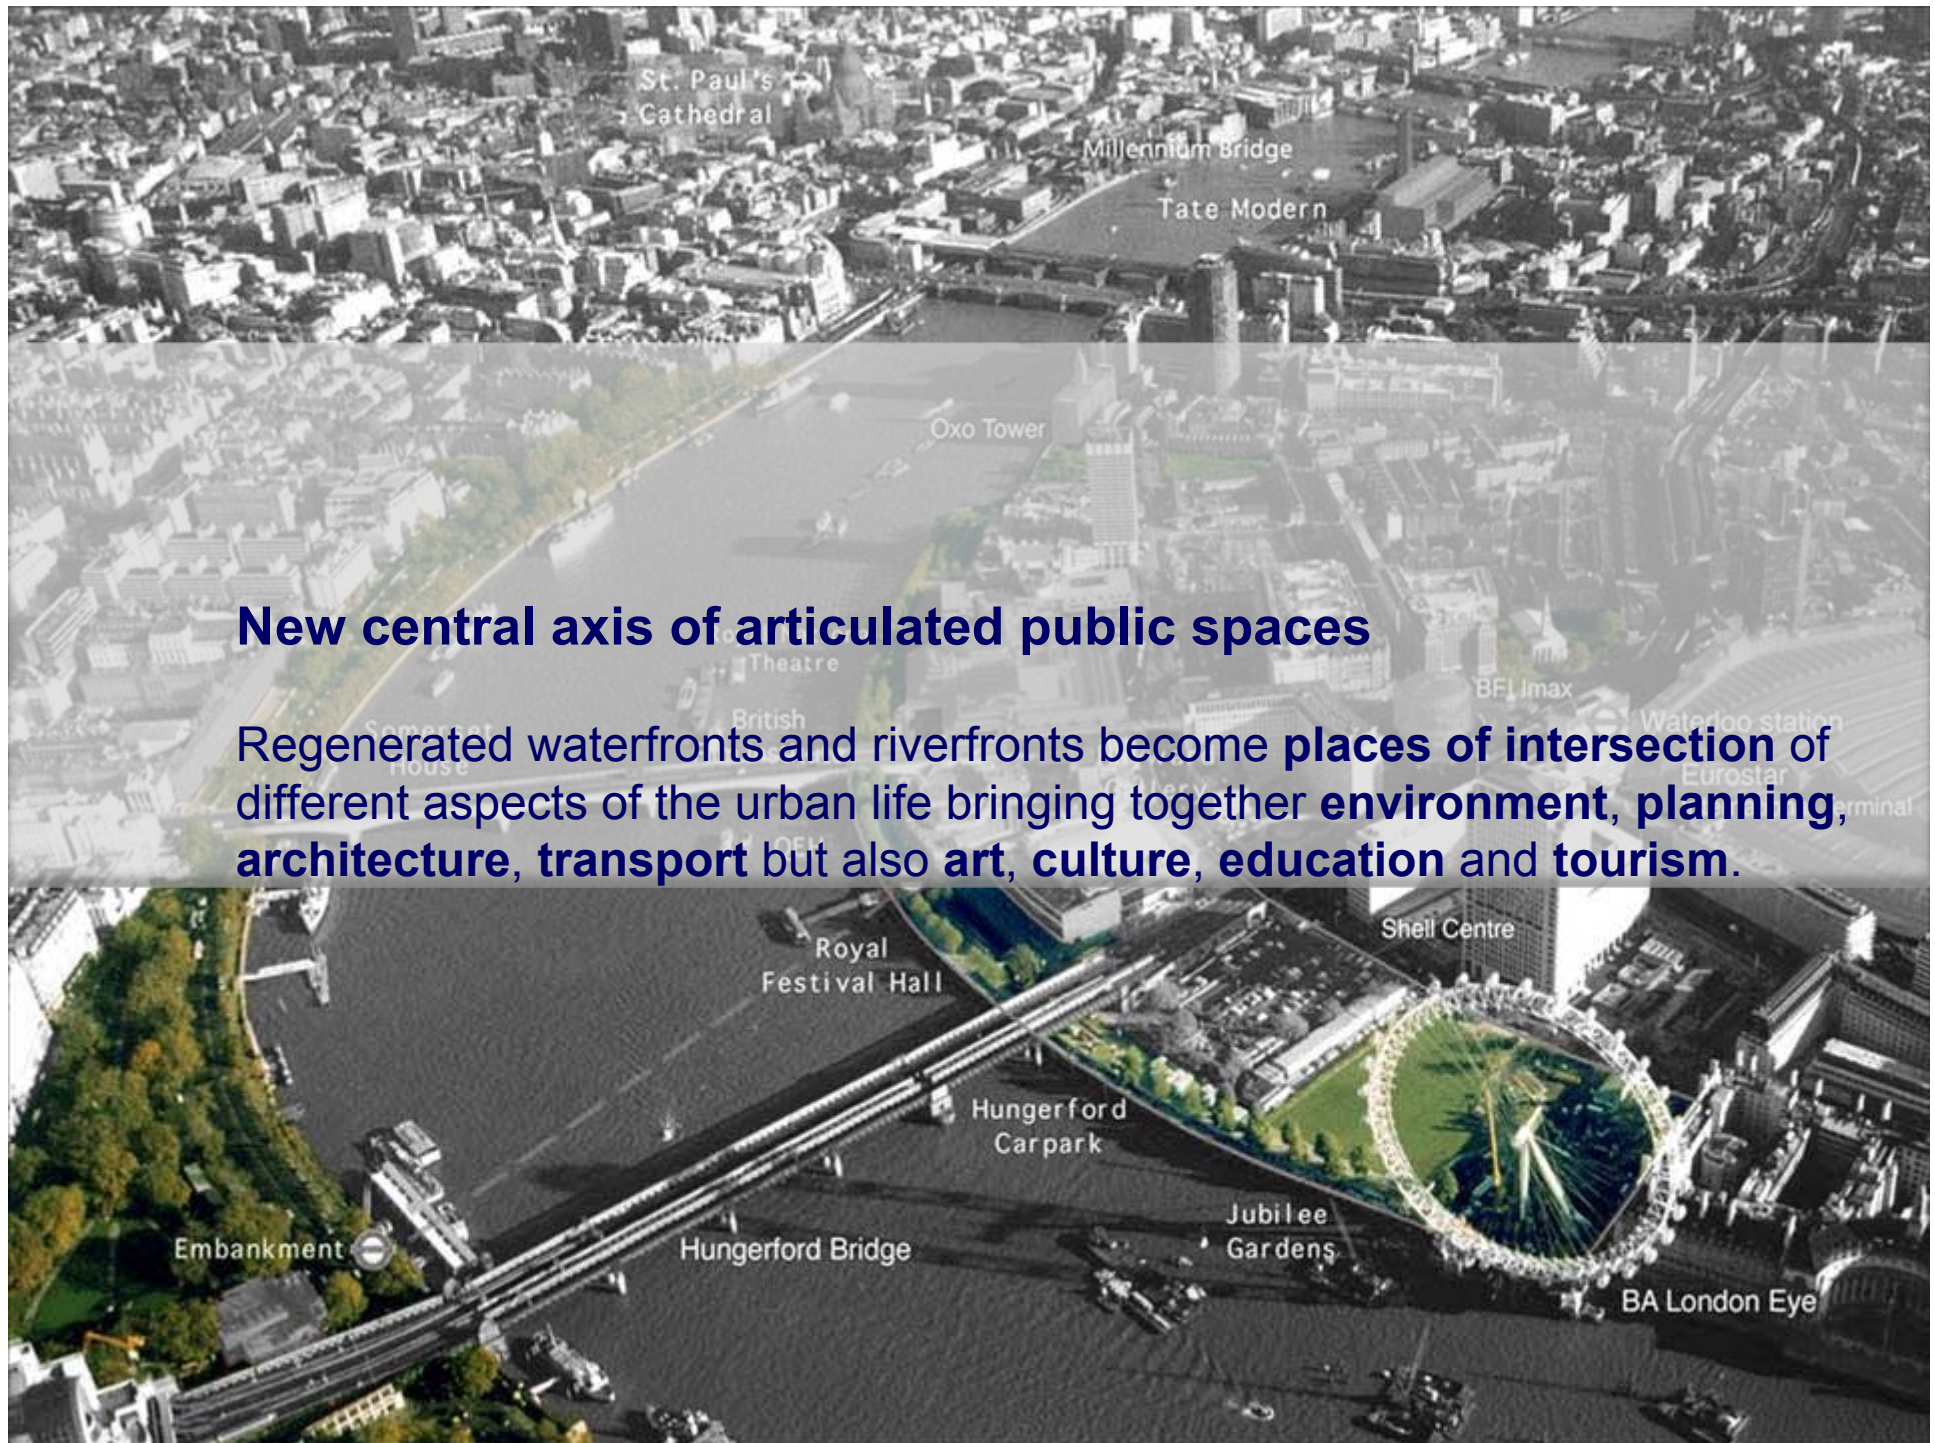 St. Paul's
Cathedral
Millennium Bridge
Tate Modern
Oxo Tower
New central axis of articulated public spaces
Theatre
BFI Imax
Somerset
House
British
Waterloo station
Eurostar
Regenerated waterfronts and riverfronts become places of intersection of
different aspects of the urban life bringing together environment, planning,
architecture, transport but also art, culture, education and tourism.
Shell Centre
Royal
Festival Hall
Hungerford
Carpark
Jubilee
Gardens
Embankment
Hungerford Bridge
BA London Eye